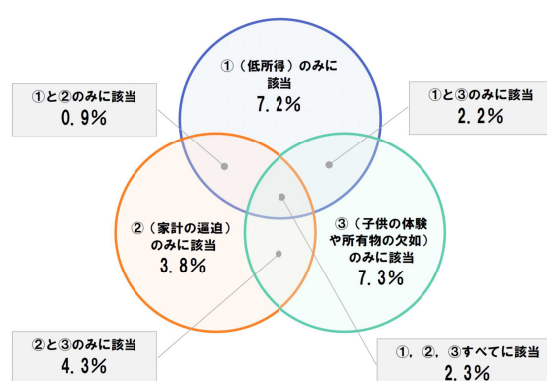 ①（低所得）のみに
該当
7.2%
①と②のみに該当
0.9%
①と③のみに該当
2.2%
②（家計の逼迫）
のみに該当
3.8%
③（子供の体験
や所有物の欠如）
のみに該当
7.3%
②と③のみに該当
4.3%
①，②，③すべてに該当
2.3%